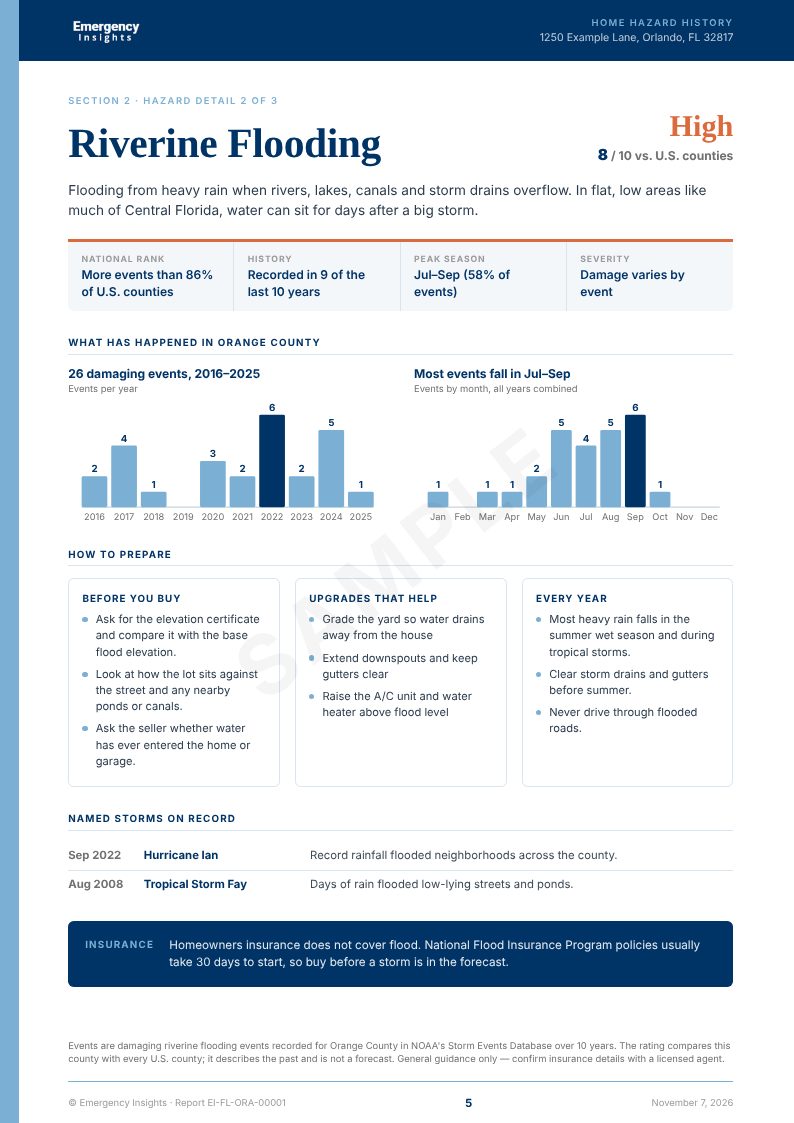 Emergency
Insights
HOME HAZARD HISTORY
1250 Example Lane, Orlando, FL 32817
SECTION 2 · HAZARD DETAIL 2 OF 3
Riverine Flooding
High
8 / 10 vs. U.S. counties
Flooding from heavy rain when rivers, lakes, canals and storm drains overflow. In flat, low areas like
much of Central Florida, water can sit for days after a big storm.
NATIONAL RANK
More events than 86%
of U.S. counties
HISTORY
Recorded in 9 of the
last 10 years
PEAK SEASON
Jul–Sep (58% of
events)
SEVERITY
Damage varies by
event
WHAT HAS HAPPENED IN ORANGE COUNTY
26 damaging events, 2016–2025
Events per year
2 4 1 3 2 6 2 5 1
2016 2017 2018 2019 2020 2021 2022 2023 2024 2025
Most events fall in Jul–Sep
Events by month, all years combined
1 1 1 2 5 4 5 6 1
Jan Feb Mar Apr May Jun Jul Aug Sep Oct Nov Dec
SAMPLE
HOW TO PREPARE
BEFORE YOU BUY
Ask for the elevation certificate
and compare it with the base
flood elevation.
Look at how the lot sits against
the street and any nearby
ponds or canals.
Ask the seller whether water
has ever entered the home or
garage.
UPGRADES THAT HELP
Grade the yard so water drains
away from the house
Extend downspouts and keep
gutters clear
Raise the A/C unit and water
heater above flood level
EVERY YEAR
Most heavy rain falls in the
summer wet season and during
tropical storms.
Clear storm drains and gutters
before summer.
Never drive through flooded
roads.
NAMED STORMS ON RECORD
Sep 2022 Hurricane Ian Record rainfall flooded neighborhoods across the county.
Aug 2008 Tropical Storm Fay Days of rain flooded low-lying streets and ponds.
INSURANCE
Homeowners insurance does not cover flood. National Flood Insurance Program policies usually
take 30 days to start, so buy before a storm is in the forecast.
Events are damaging riverine flooding events recorded for Orange County in NOAA's Storm Events Database over 10 years. The rating compares this
county with every U.S. county; it describes the past and is not a forecast. General guidance only — confirm insurance details with a licensed agent.
© Emergency Insights · Report EI-FL-ORA-00001
5
November 7, 2026